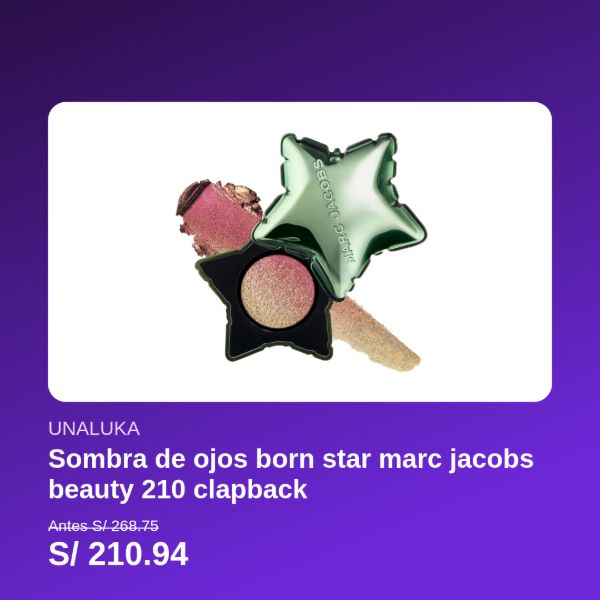 MARC JACOBS
UNALUKA
Sombra de ojos born star marc jacobs
beauty 210 clapback
Antes S/ 268.75
S/ 210.94